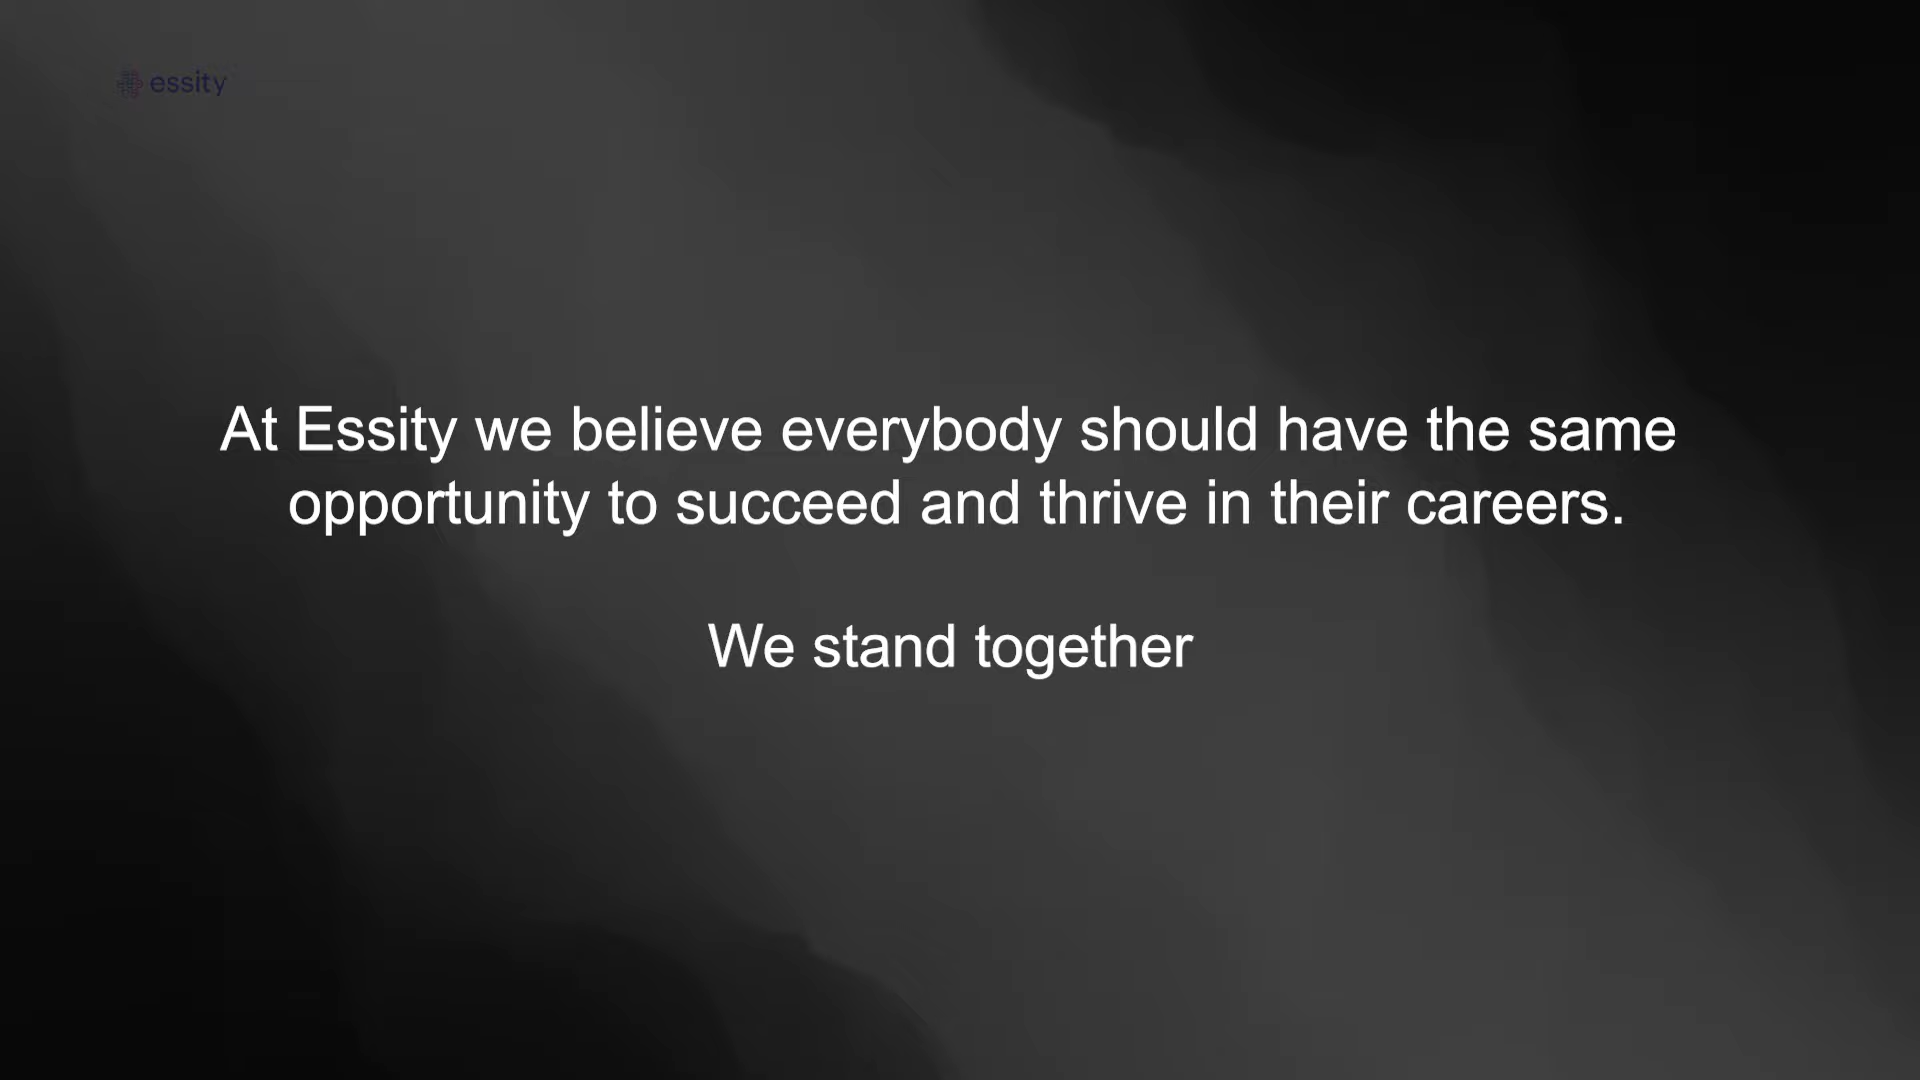 essity
At Essity we believe everybody should have the same
opportunity to succeed and thrive in their careers.
We stand together